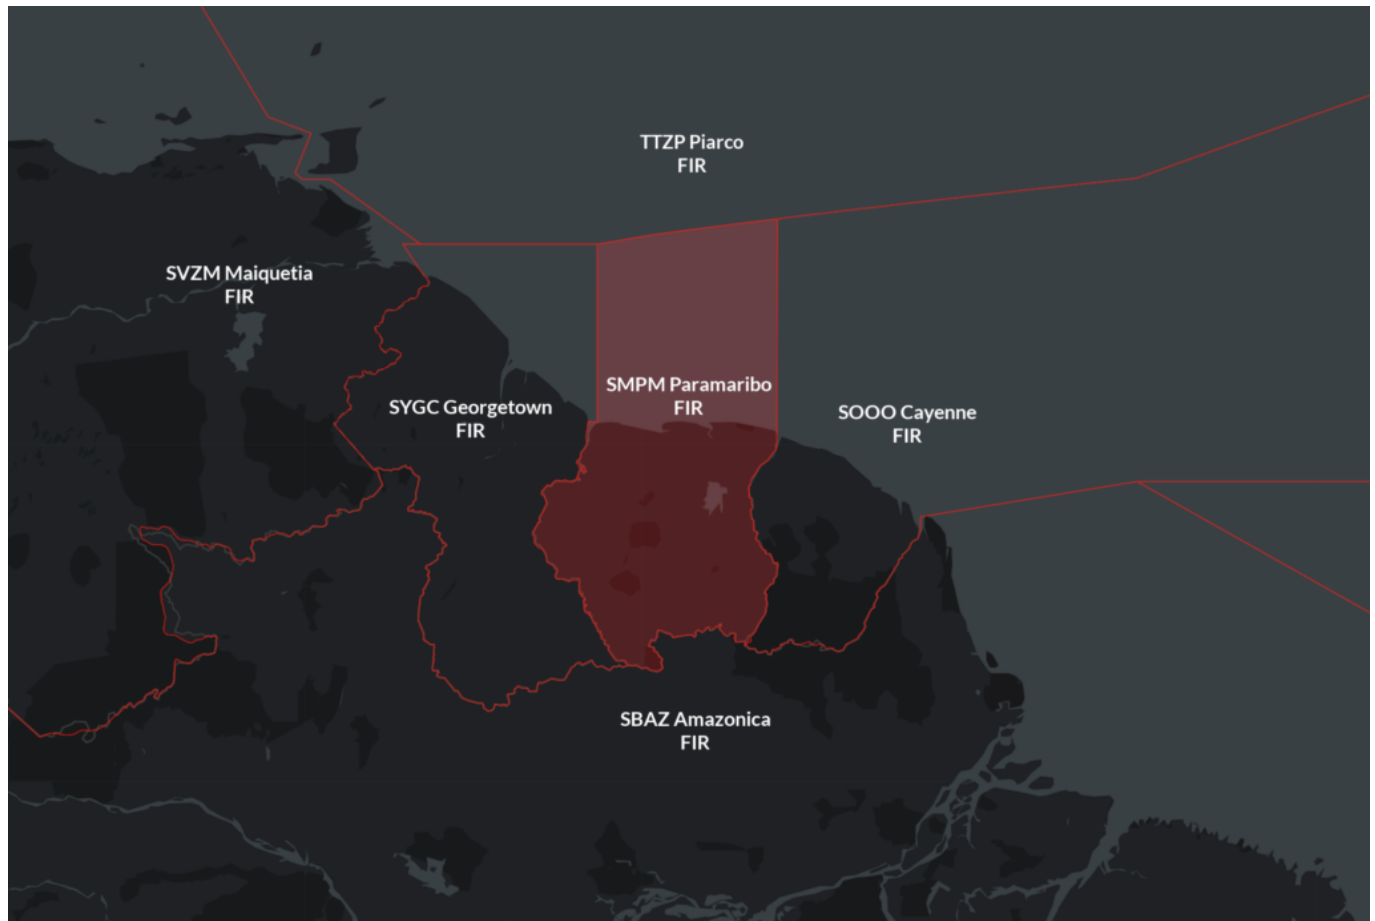 TTZP Piarco
FIR
SVZM Maiquetia
FIR
SMPM Paramaribo
FIR
SYGC Georgetown
FIR
SOOO Cayenne
FIR
SBAZ Amazonica
FIR